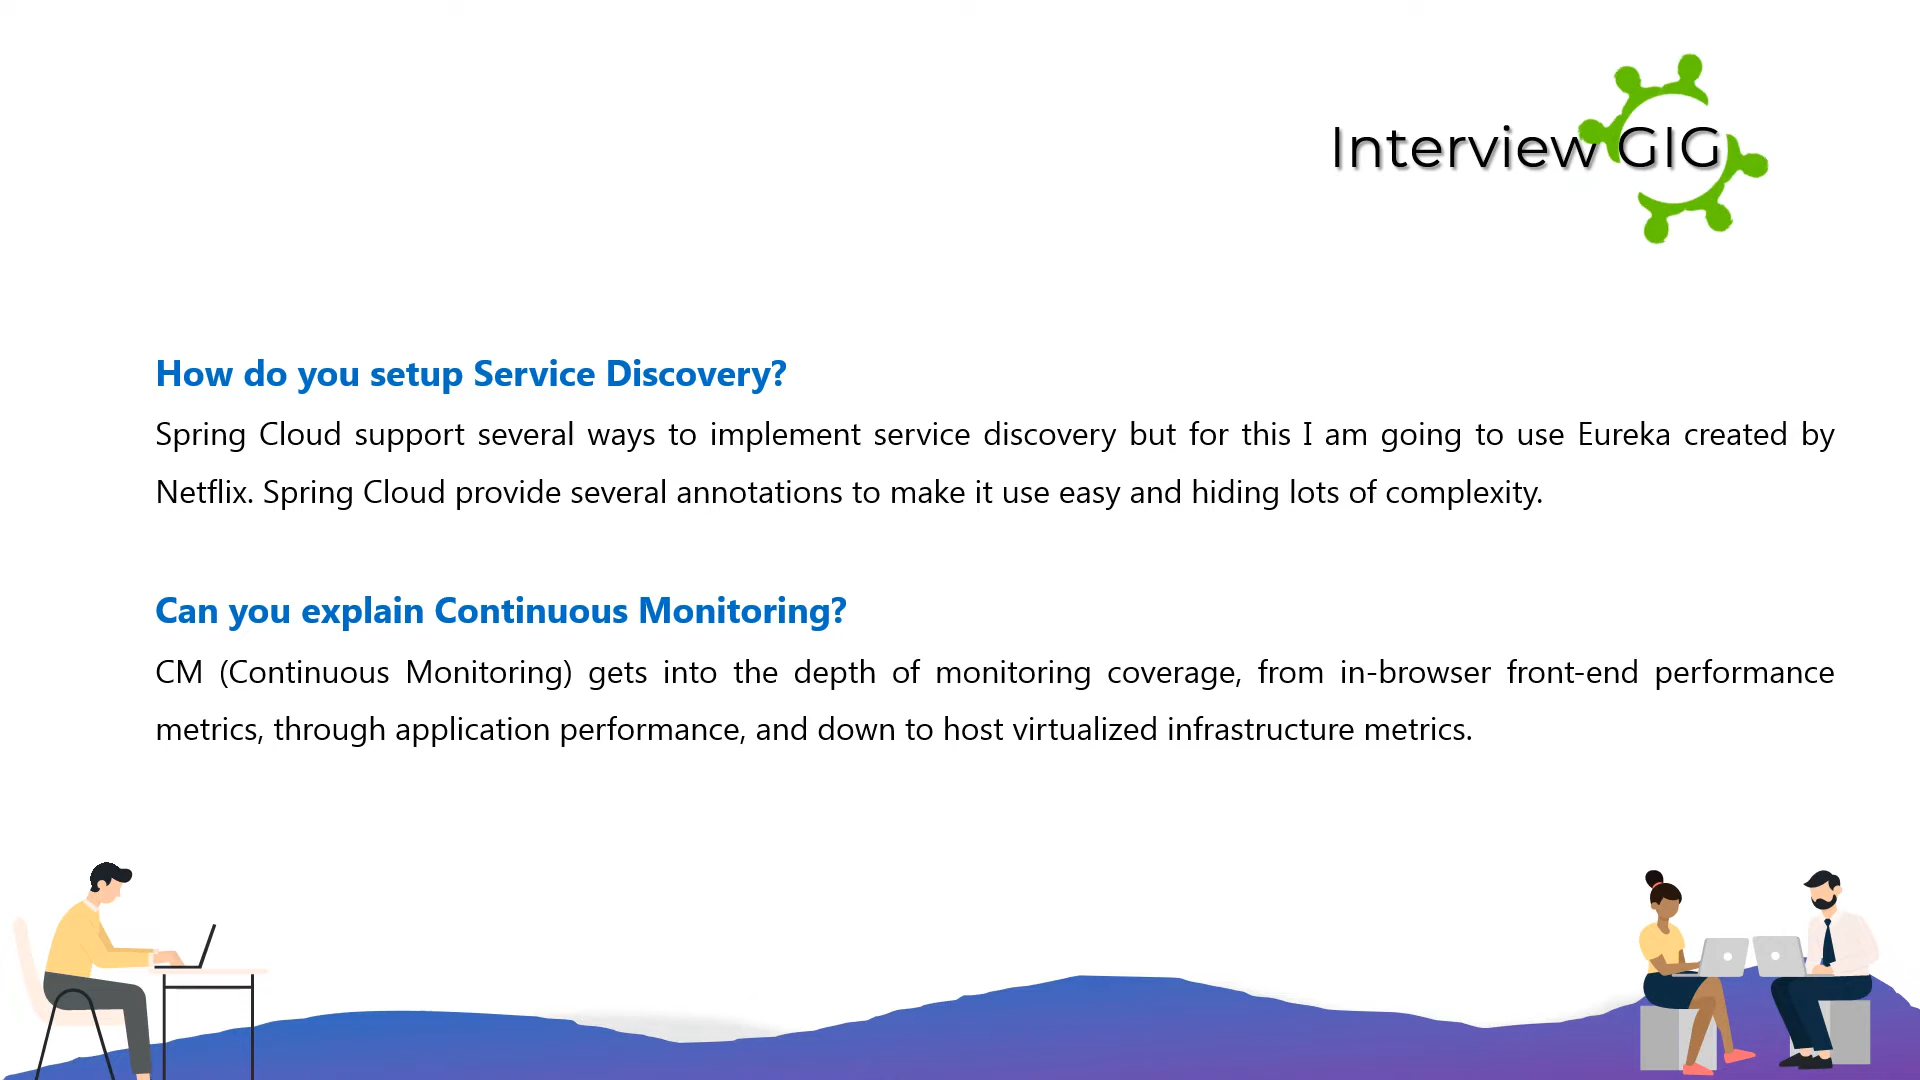 Interview GIG
How do you setup Service Discovery?
Spring Cloud support several ways to implement service discovery but for this I am going to use Eureka created by
Netflix. Spring Cloud provide several annotations to make it use easy and hiding lots of complexity.
Can you explain Continuous Monitoring?
CM (Continuous Monitoring) gets into the depth of monitoring coverage, from in-browser front-end performance
metrics, through application performance, and down to host virtualized infrastructure metrics.